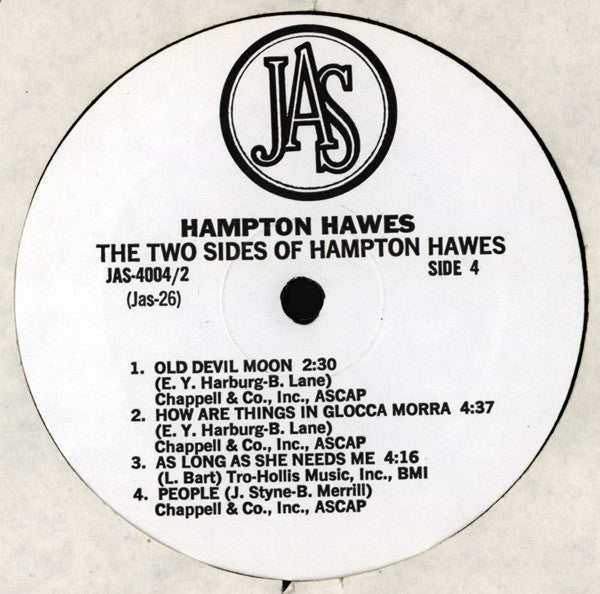 JAS
HAMPTON HAWES
THE TWO SIDES OF HAMPTON HAWES
JAS-4004/2 SIDE 4
(Jas-26)
1. OLD DEVIL MOON 2:30
(E. Y. Harburg-B. Lane)
Chappell & Co., Inc., ASCAP
2. HOW ARE THINGS IN GLOCCA MORRA 4:37
(E. Y. Harburg-B. Lane)
Chappell & Co., Inc., ASCAP
3. AS LONG AS SHE NEEDS ME 4:16
(L. Bart) Tro-Hollis Music, Inc., BMI
4. PEOPLE (J. Styne-B. Merrill)
Chappell & Co., Inc., ASCAP